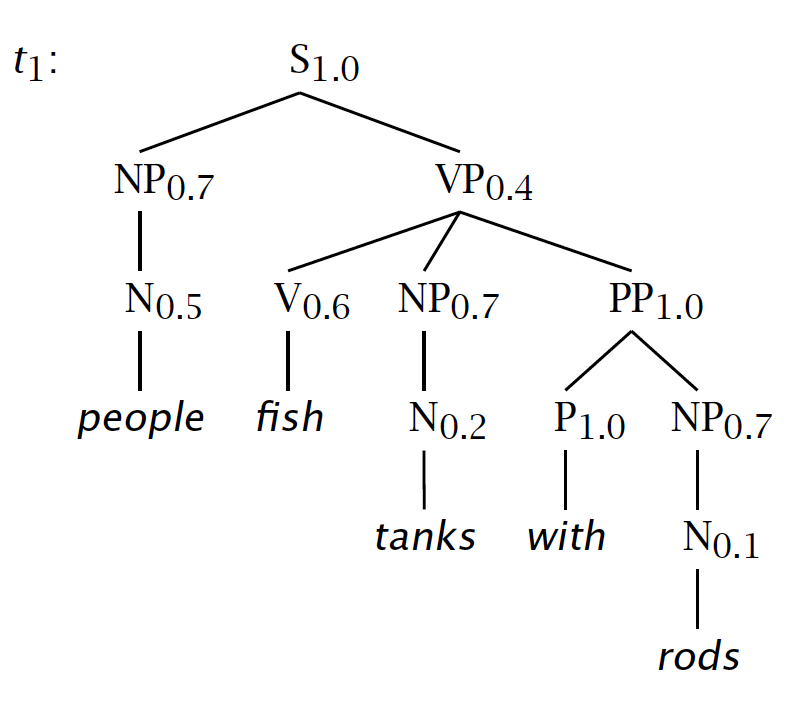 t1: S1.0
NP0.7 VP0.4
N0.5 V0.6 NP0.7 PP1.0
people fish N0.2 P1.0 NP0.7
tanks with N0.1
rods